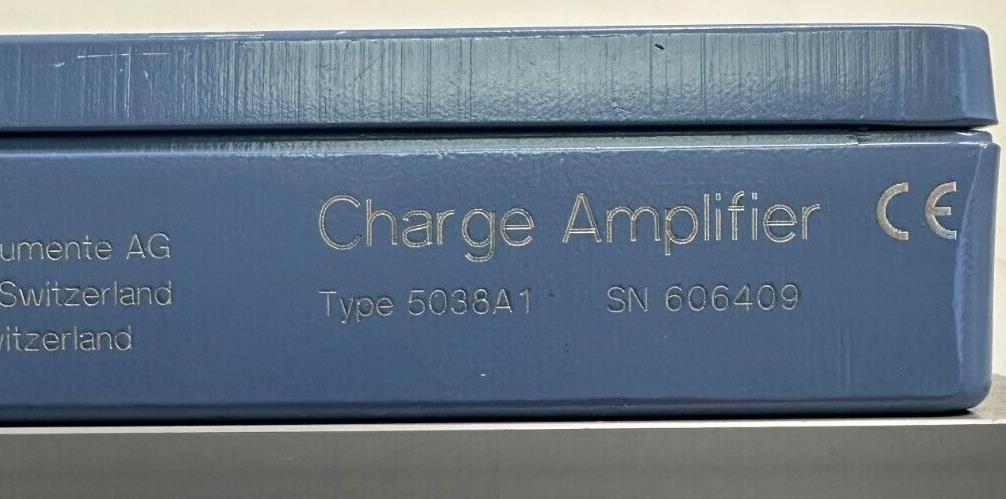 umente AG
Switzerland
itzerland
Charge Amplifier CE
Type 5038A1 SN 606409